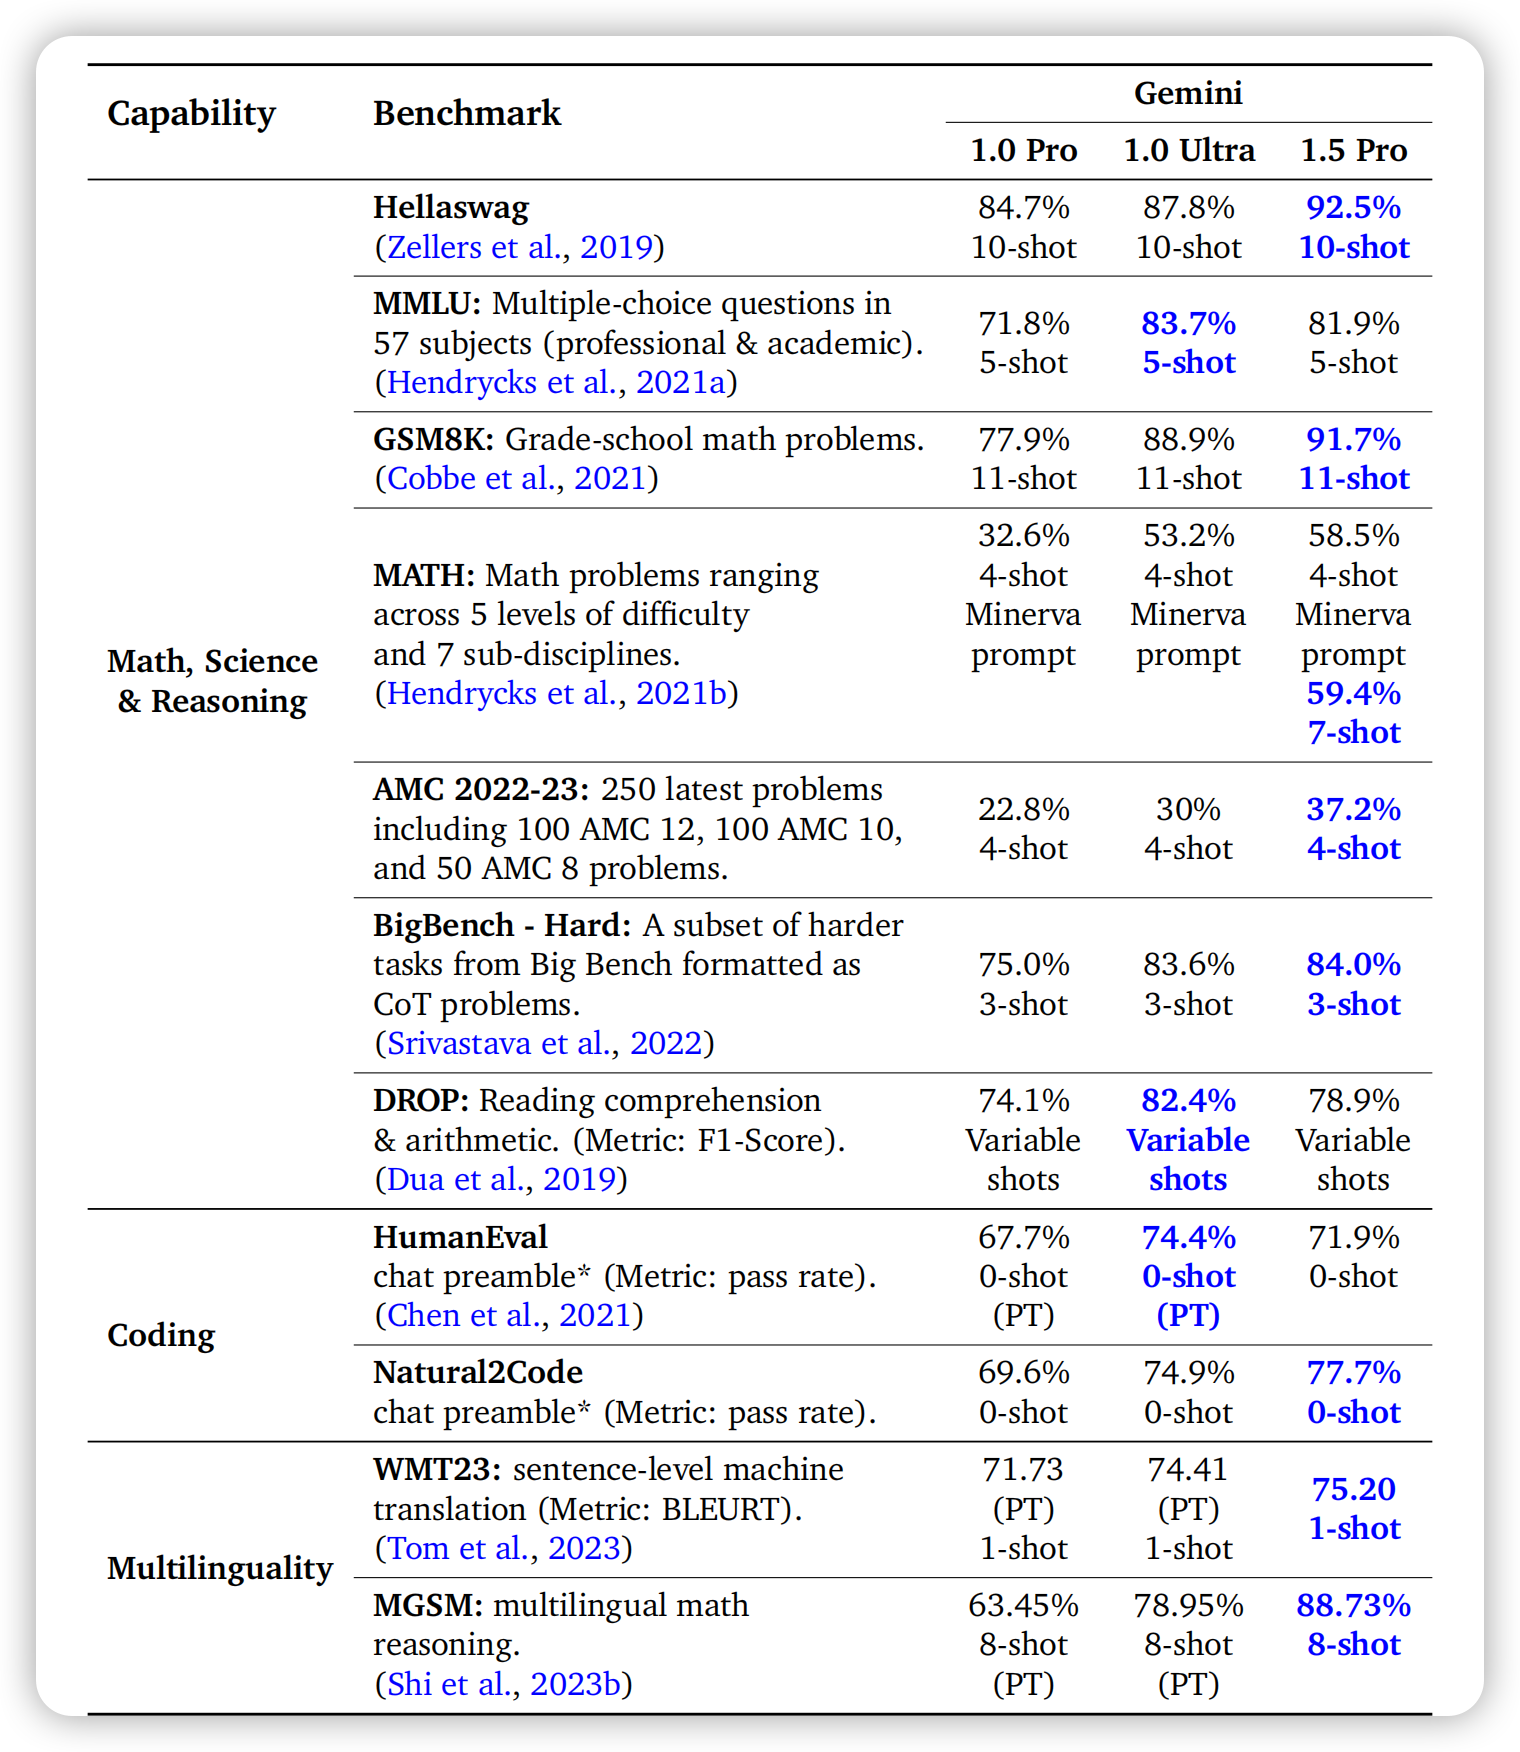 Capability Benchmark Gemini
1.0 Pro 1.0 Ultra 1.5 Pro
Math, Science
& Reasoning
Hellaswag
(Zellers et al., 2019)
84.7%
10-shot
87.8%
10-shot
92.5%
10-shot
MMLU: Multiple-choice questions in
57 subjects (professional & academic).
(Hendrycks et al., 2021a)
71.8%
5-shot
83.7%
5-shot
81.9%
5-shot
GSM8K: Grade-school math problems.
(Cobbe et al., 2021)
77.9%
11-shot
88.9%
11-shot
91.7%
11-shot
MATH: Math problems ranging
across 5 levels of difficulty
and 7 sub-disciplines.
(Hendrycks et al., 2021b)
32.6%
4-shot
Minerva
prompt
53.2%
4-shot
Minerva
prompt
58.5%
4-shot
Minerva
prompt
59.4%
7-shot
AMC 2022-23: 250 latest problems
including 100 AMC 12, 100 AMC 10,
and 50 AMC 8 problems.
22.8%
4-shot
30%
4-shot
37.2%
4-shot
BigBench - Hard: A subset of harder
tasks from Big Bench formatted as
CoT problems.
(Srivastava et al., 2022)
75.0%
3-shot
83.6%
3-shot
84.0%
3-shot
DROP: Reading comprehension
& arithmetic. (Metric: F1-Score).
(Dua et al., 2019)
74.1%
Variable
shots
82.4%
Variable
shots
78.9%
Variable
shots
Coding
HumanEval
chat preamble* (Metric: pass rate).
(Chen et al., 2021)
67.7%
0-shot
(PT)
74.4%
0-shot
(PT)
71.9%
0-shot
Natural2Code
chat preamble* (Metric: pass rate).
69.6%
0-shot
74.9%
0-shot
77.7%
0-shot
Multilinguality
WMT23: sentence-level machine
translation (Metric: BLEURT).
(Tom et al., 2023)
71.73
(PT)
1-shot
74.41
(PT)
1-shot
75.20
1-shot
MGSM: multilingual math
reasoning.
(Shi et al., 2023b)
63.45%
8-shot
(PT)
78.95%
8-shot
(PT)
88.73%
8-shot